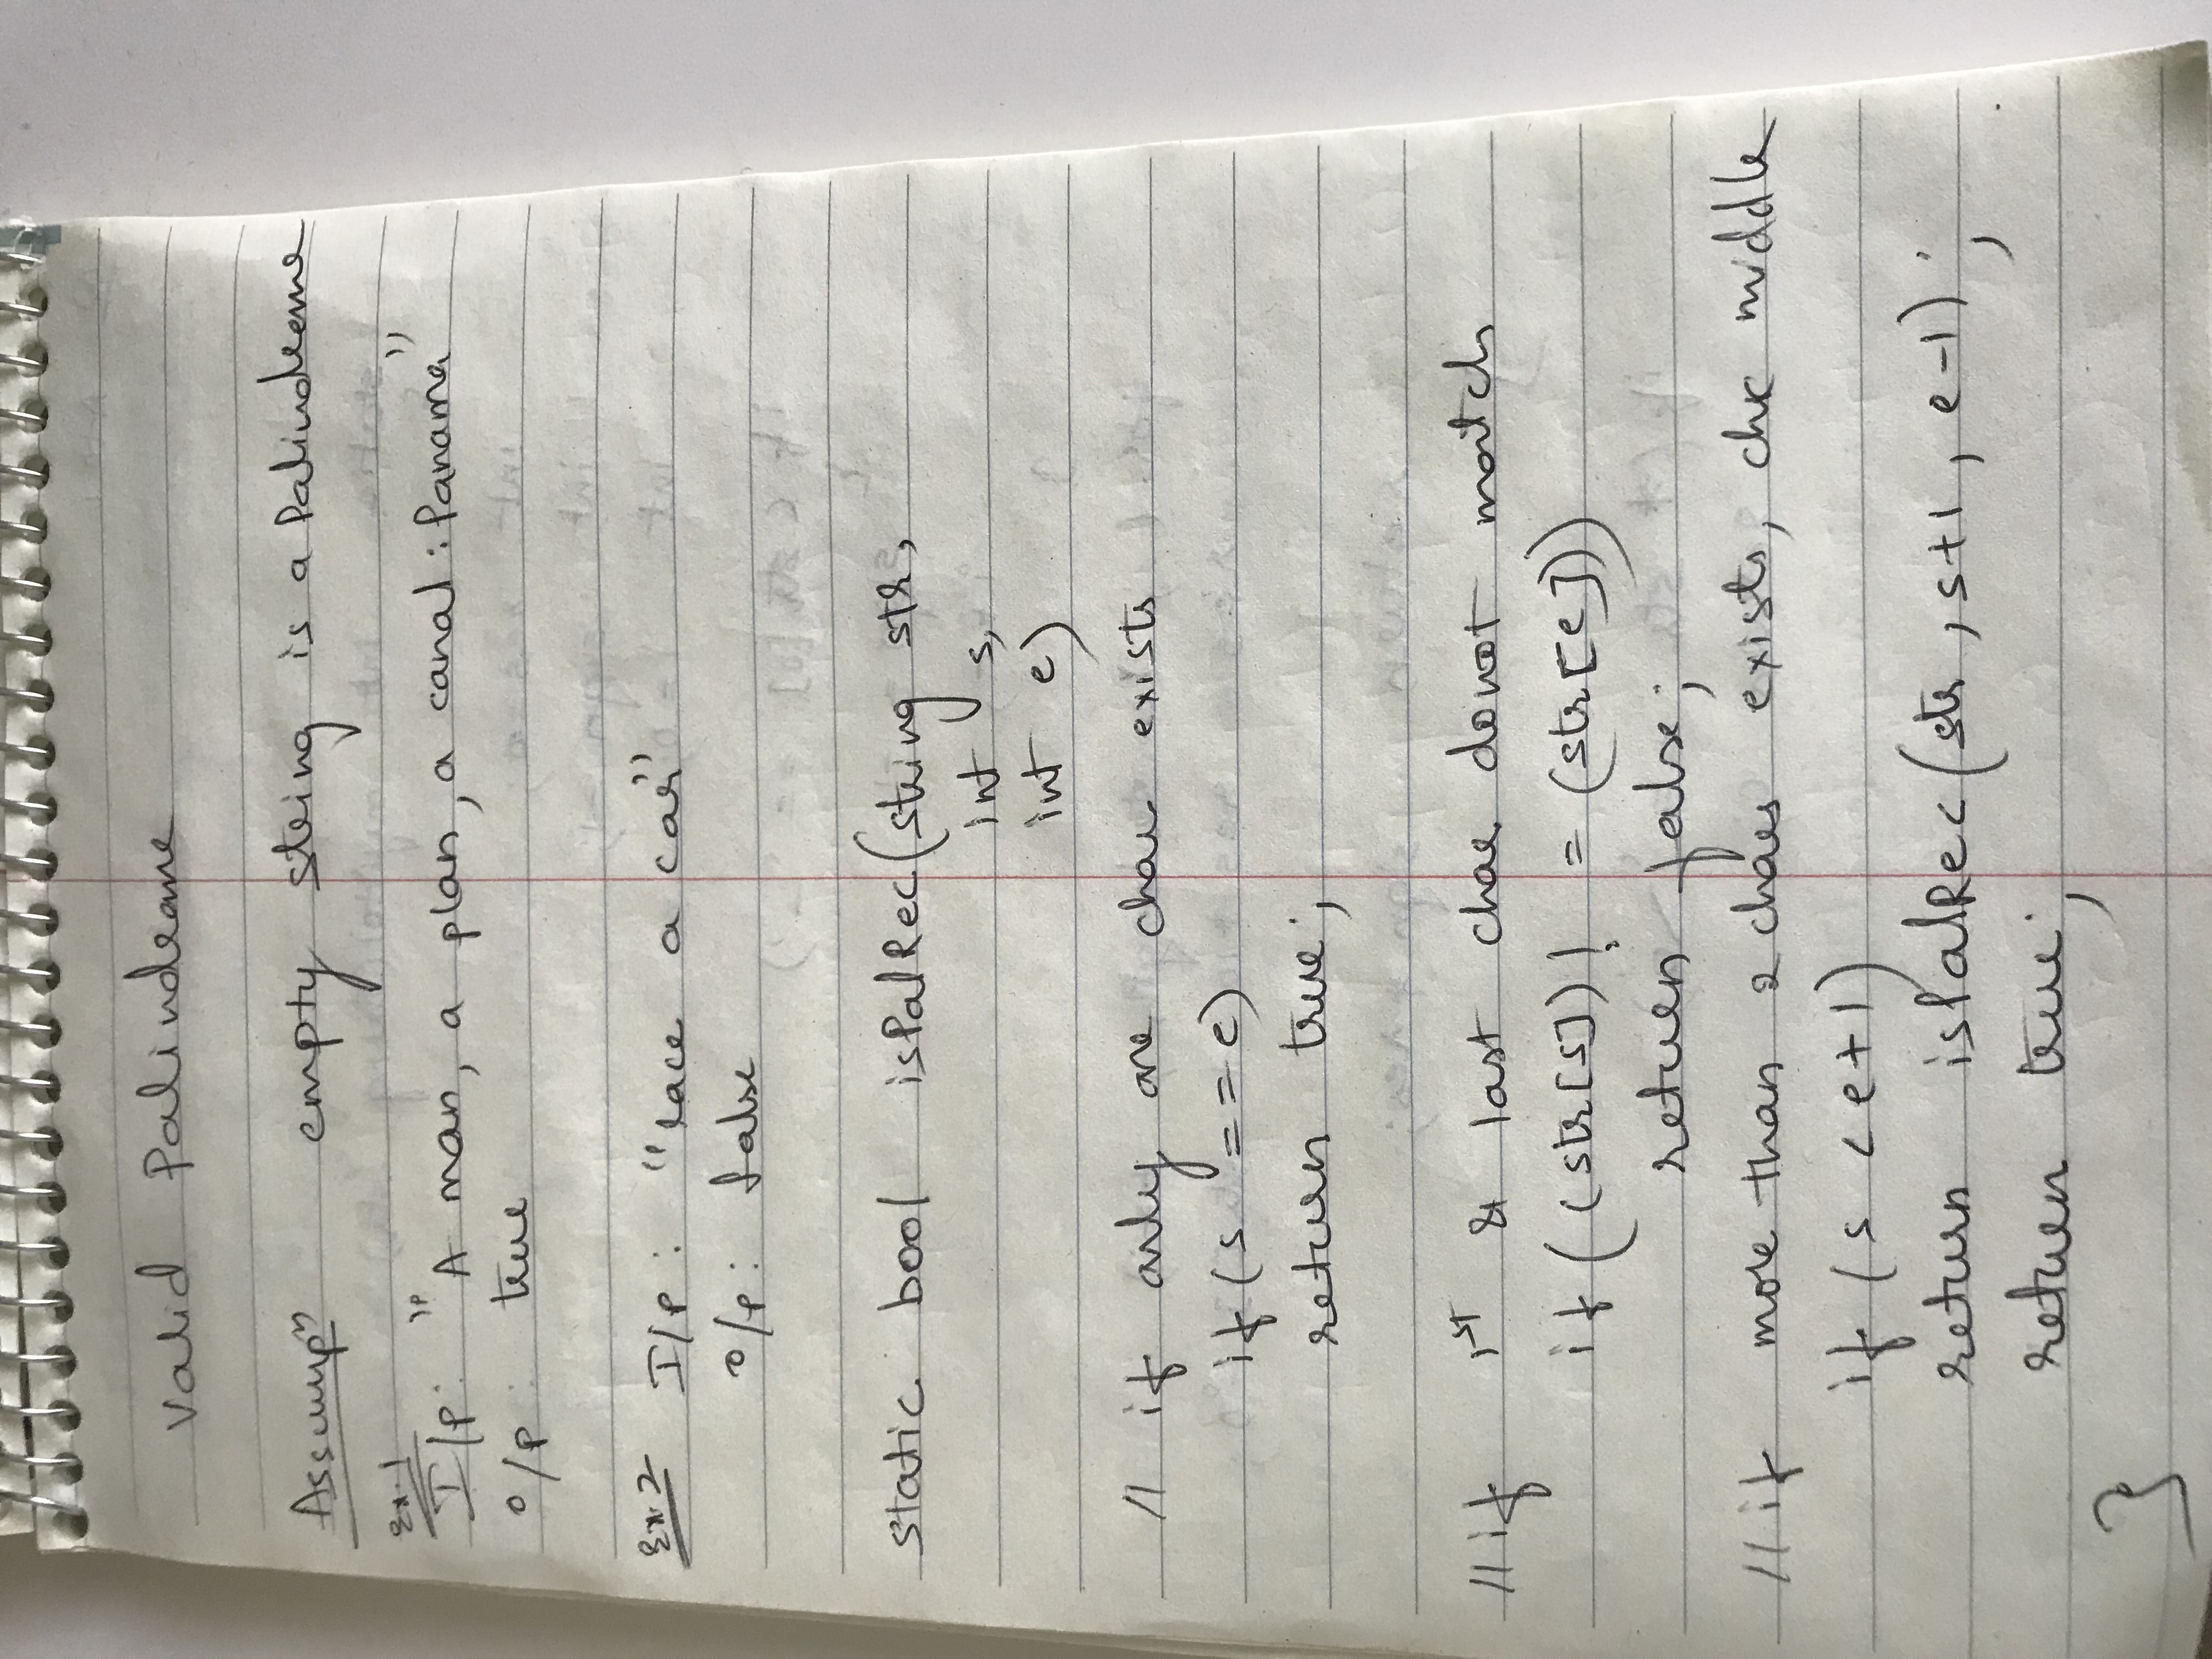 Valid Palindrome
Assumpⁿ empty string is a Palindrome
Ex.1
I/p: "A man, a plan, a canal: Panama"
O/p: true
Ex.2 I/p: "race a car"
O/p: false
static bool isPalRec(string str,
int s,
int e)
// if only one char exists
if (s == e)
return true;
// if 1st & last char donot match
if ((str[s]) != (str[e]))
return false;
// if more than 2 chars exists, chk middle
if (s < e+1)
return isPalRec(str, s+1, e-1);
return true;
}